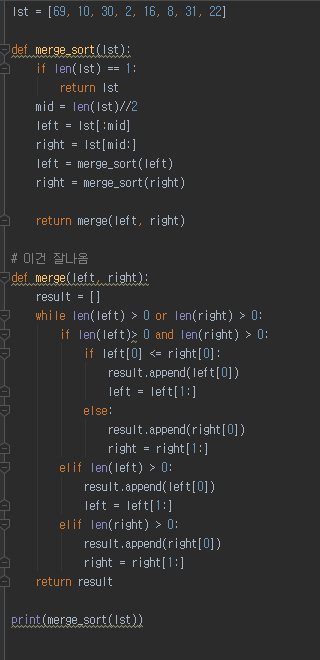 lst = [69, 10, 30, 2, 16, 8, 31, 22]
def merge_sort(lst):
    if len(lst) == 1:
        return lst
    mid = len(lst)//2
    left = lst[:mid]
    right = lst[mid:]
    left = merge_sort(left)
    right = merge_sort(right)
    return merge(left, right)
# 이건 잘나옴
def merge(left, right):
    result = []
    while len(left) > 0 or len(right) > 0:
        if len(left)> 0 and len(right) > 0:
            if left[0] <= right[0]:
                result.append(left[0])
                left = left[1:]
            else:
                result.append(right[0])
                right = right[1:]
        elif len(left) > 0:
            result.append(left[0])
            left = left[1:]
        elif len(right) > 0:
            result.append(right[0])
            right = right[1:]
    return result
print(merge_sort(lst))